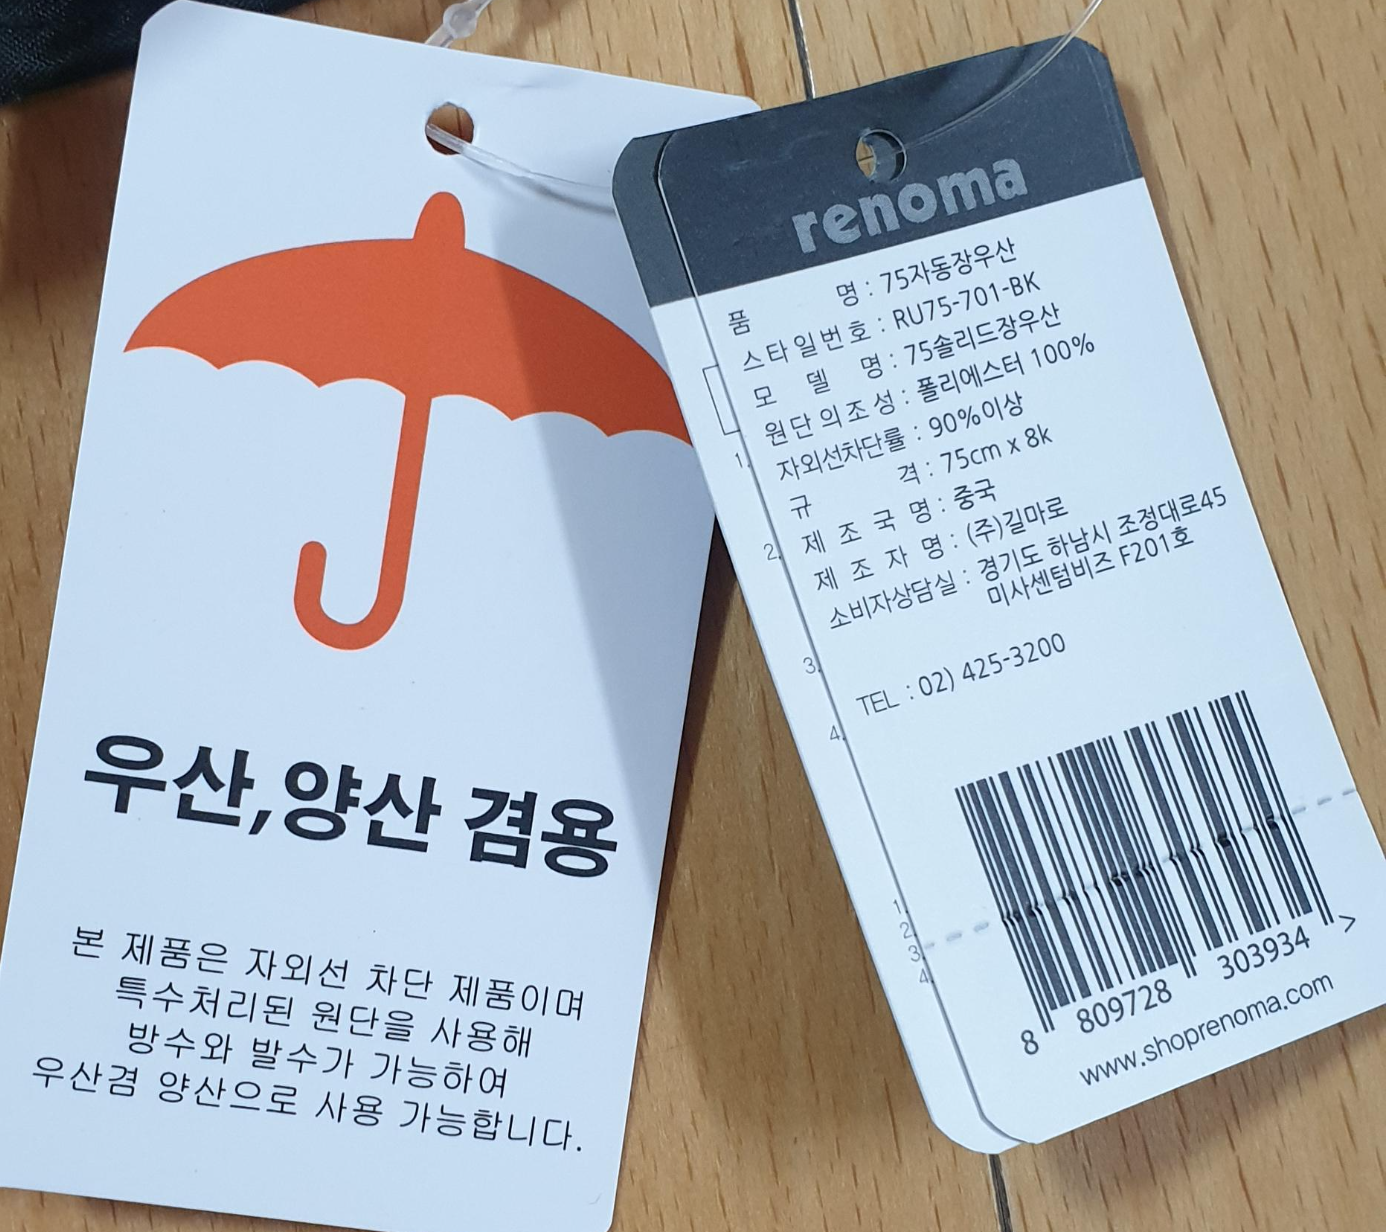 우산,양산 겸용
본 제품은 자외선 차단 제품이며
특수처리된 원단을 사용해
방수와 발수가 가능하여
우산겸 양산으로 사용 가능합니다.
renoma
품 명 : 75자동장우산
스타일번호 : RU75-701-BK
모 델 명 : 75솔리드장우산
원단의조성 : 폴리에스터 100%
자외선차단률 : 90%이상
규 격 : 75cm x 8k
제 조 국 명 : 중국
제 조 자 명 : (주)길마로
소비자상담실 : 경기도 하남시 조정대로45
미사센텀비즈 F201호
TEL : 02) 425-3200
8 809728 303934 >
www.shoprenoma.com
1.
2.
3.
4.
1.
2.
3.
4.